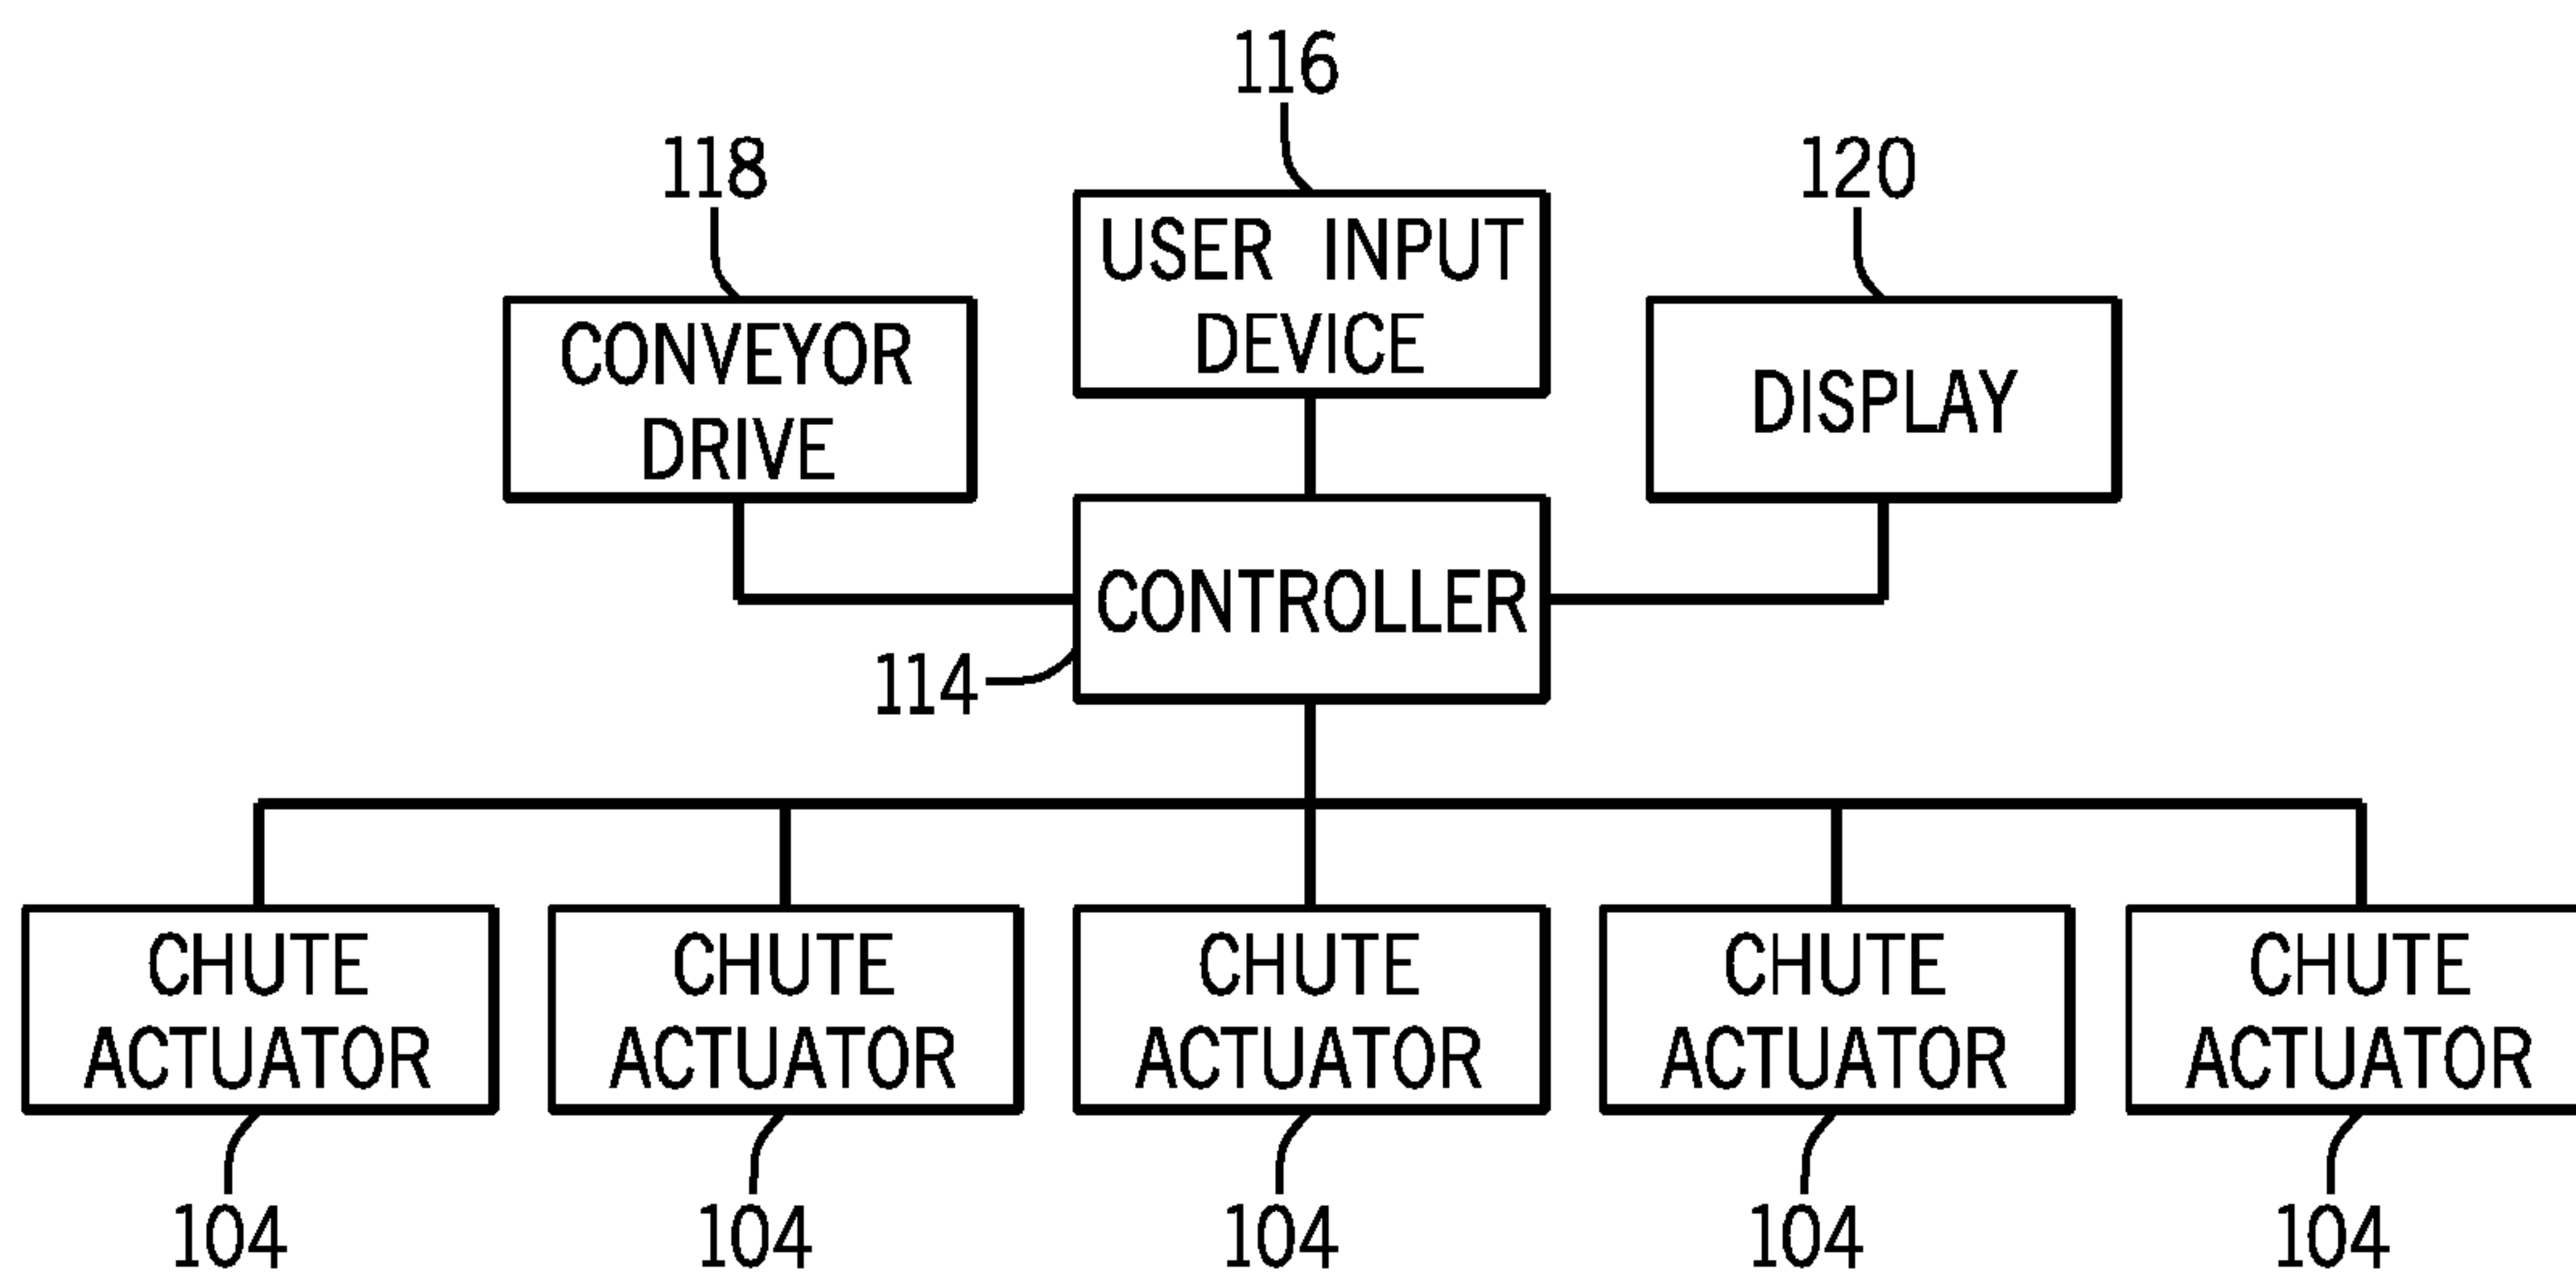 116
118
120
USER INPUT
DEVICE
CONVEYOR
DRIVE
DISPLAY
CONTROLLER
114
CHUTE
ACTUATOR
CHUTE
ACTUATOR
CHUTE
ACTUATOR
CHUTE
ACTUATOR
CHUTE
ACTUATOR
104
104
104
104
104